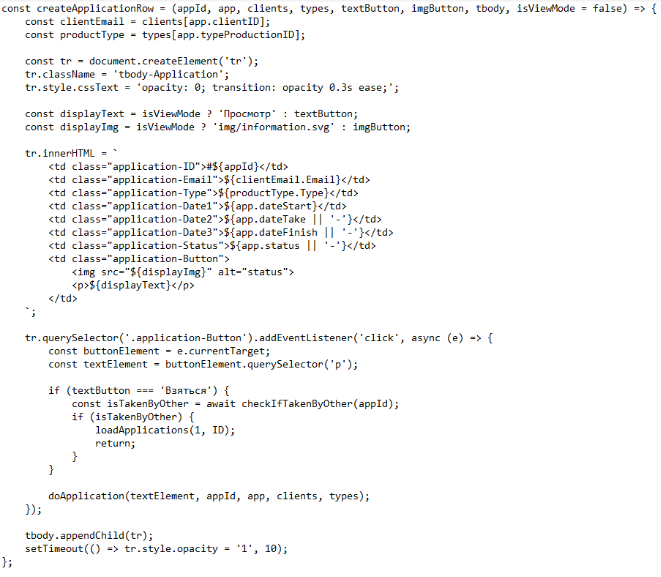 const createApplicationRow = (appId, app, clients, types, textButton, imgButton, tbody, isViewMode = false) => {
    const clientEmail = clients[app.clientID];
    const productType = types[app.typeProductionID];

    const tr = document.createElement('tr');
    tr.className = 'tbody-Application';
    tr.style.cssText = 'opacity: 0; transition: opacity 0.3s ease;';

    const displayText = isViewMode ? 'Просмотр' : textButton;
    const displayImg = isViewMode ? 'img/information.svg' : imgButton;

    tr.innerHTML = `
        <td class="application-ID">#${appId}</td>
        <td class="application-Email">${clientEmail.Email}</td>
        <td class="application-Type">${productType.Type}</td>
        <td class="application-Date1">${app.dateStart}</td>
        <td class="application-Date2">${app.dateTake || '-'}</td>
        <td class="application-Date3">${app.dateFinish || '-'}</td>
        <td class="application-Status">${app.status || '-'}</td>
        <td class="application-Button">
            <img src="${displayImg}" alt="status">
            <p>${displayText}</p>
        </td>
    `;

    tr.querySelector('.application-Button').addEventListener('click', async (e) => {
        const buttonElement = e.currentTarget;
        const textElement = buttonElement.querySelector('p');

        if (textButton === 'Взяться') {
            const isTakenByOther = await checkIfTakenByOther(appId);
            if (isTakenByOther) {
                loadApplications(1, ID);
                return;
            }
        }

        doApplication(textElement, appId, app, clients, types);
    });

    tbody.appendChild(tr);
    setTimeout(() => tr.style.opacity = '1', 10);
};